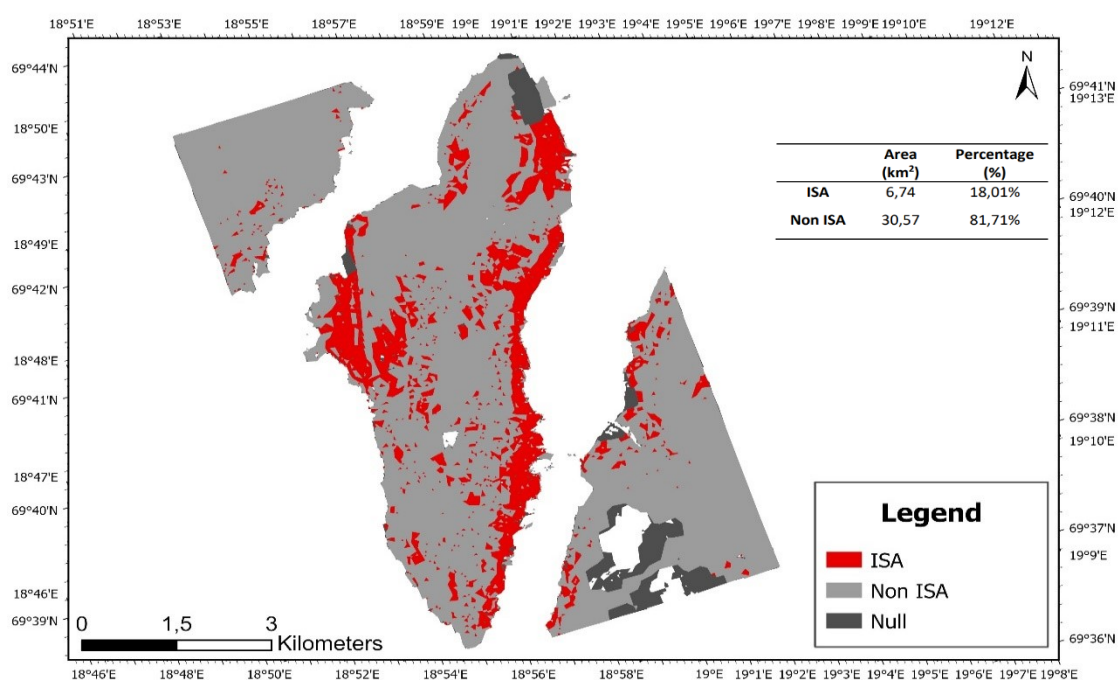 18°51'E 18°53'E 18°55'E 18°57'E 18°59'E 19°E 19°01'E 19°02'E 19°3'E 19°4'E 19°5'E 19°6'E 19°7'E 19°8'E 19°9'E 19°10'E 19°12'E
69°44'N
18°50'E
69°43'N
18°49'E
69°42'N
18°48'E
69°41'N
18°47'E
69°40'N
18°46'E
69°39'N
N
69°41'N
19°13'E
69°40'N
19°12'E
69°39'N
19°11'E
69°38'N
19°10'E
69°37'N
19°9'E
69°36'N
Area (km²) Percentage (%)
ISA 6,74 18,01%
Non ISA 30,57 81,71%
Legend
ISA
Non ISA
Null
0 1,5 3
Kilometers
18°46'E 18°48'E 18°50'E 18°52'E 18°54'E 18°56'E 18°58'E 19°E 19°1'E 19°2'E 19°3'E 19°4'E 19°5'E 19°6'E 19°7'E 19°8'E